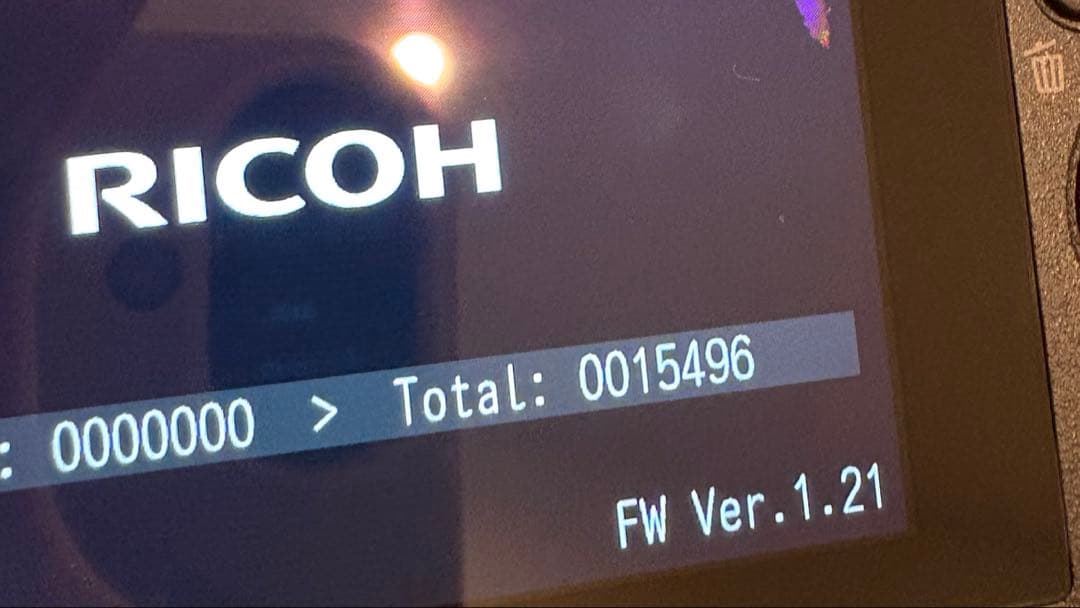 RICOH
: 0000000 > Total: 0015496
FW Ver.1.21